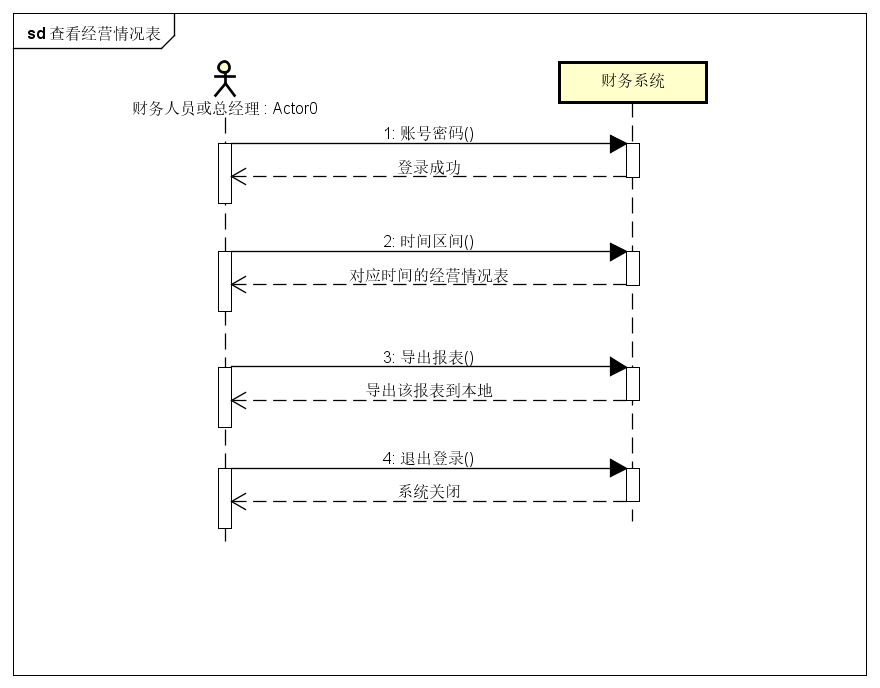 sd 查看经营情况表
财务人员或总经理 : Actor0
财务系统
1: 账号密码()
登录成功
2: 时间区间()
对应时间的经营情况表
3: 导出报表()
导出该报表到本地
4: 退出登录()
系统关闭